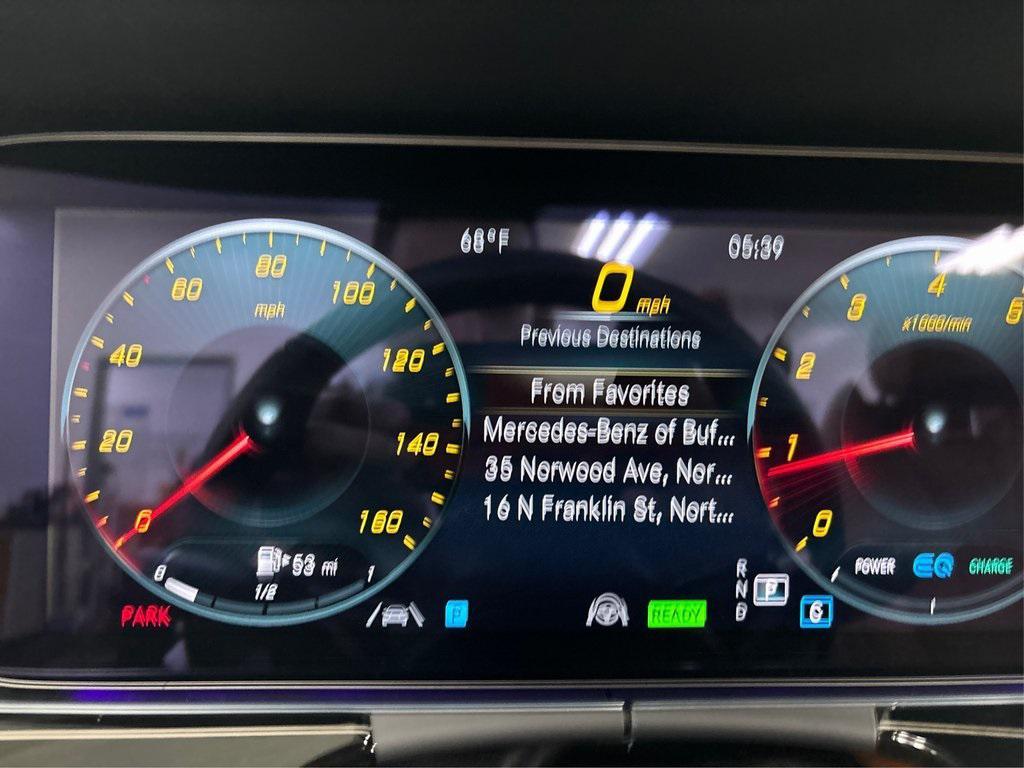 68°F
05:39
0 mph
Previous Destinations
From Favorites
Mercedes-Benz of Buf...
35 Norwood Ave, Nor...
16 N Franklin St, Nort...
0
20
40
60
80
100
120
140
160
mph
53 mi
0
1/2
1
PARK
P
READY
R
N
D
P
0
1
2
3
4
5
x1000/min
POWER
EQ
CHARGE